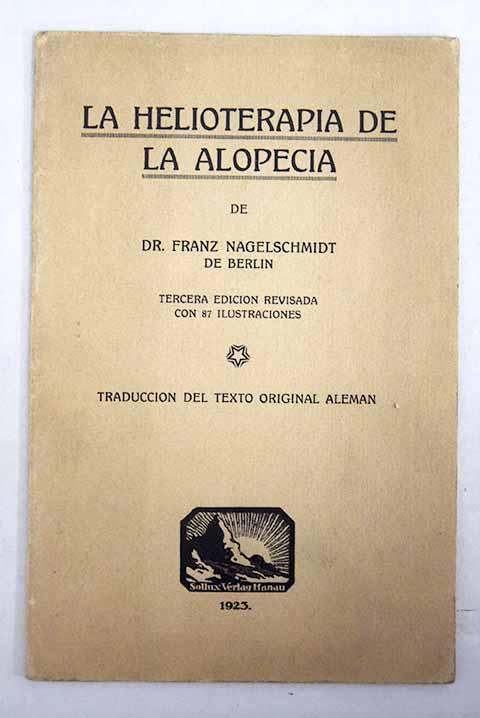 LA HELIOTERAPIA DE
LA ALOPECIA
DE
DR. FRANZ NAGELSCHMIDT
DE BERLIN
TERCERA EDICION REVISADA
CON 87 ILUSTRACIONES
TRADUCCION DEL TEXTO ORIGINAL ALEMAN
Sollux Verlag Hanau
1923.